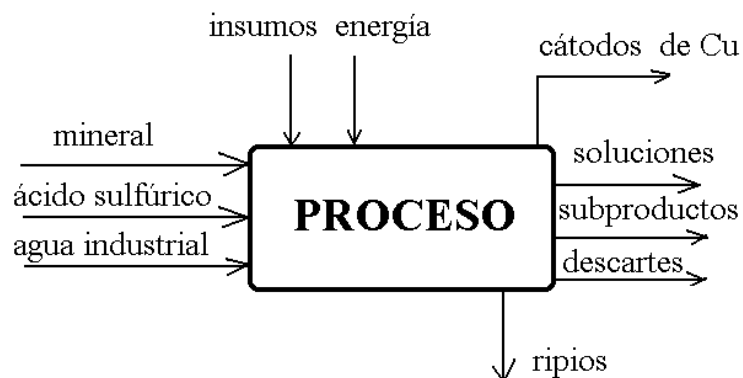 insumos energía
cátodos de Cu
mineral
soluciones
ácido sulfúrico
PROCESO
subproductos
agua industrial
descartes
ripios